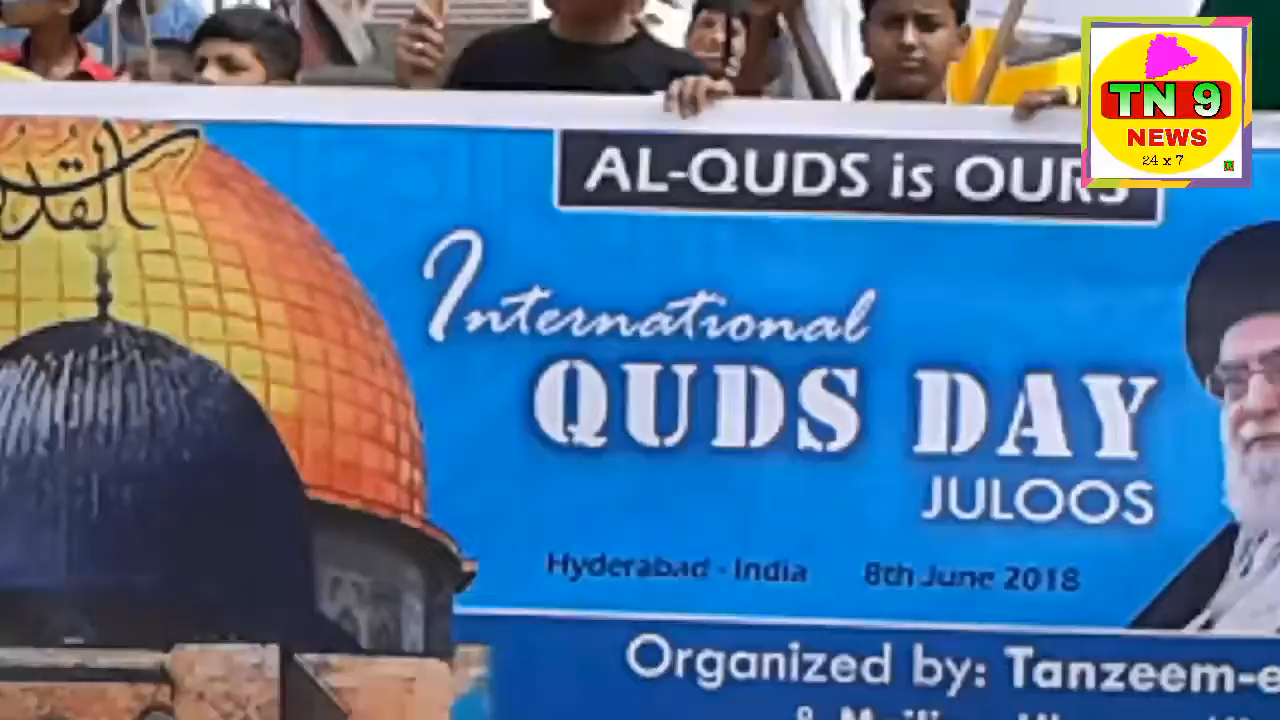 TN 9
NEWS
24 x 7
القدس
AL-QUDS is OURS
International
QUDS DAY
JULOOS
Hyderabad - India 8th June 2018
Organized by: Tanzeem-e
&